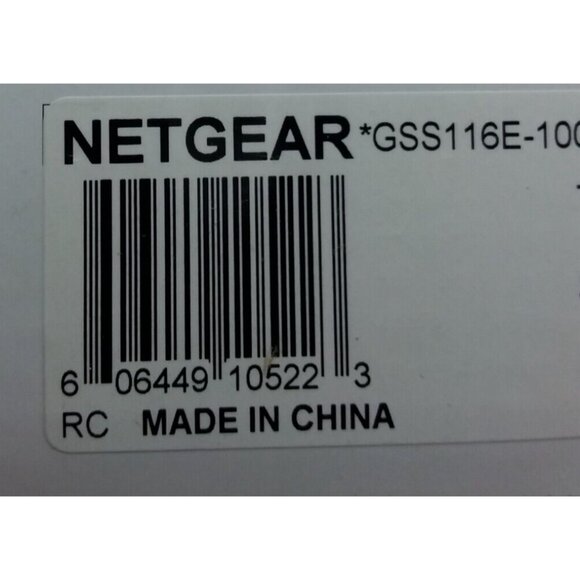 NETGEAR *GSS116E-100
6 06449 10522 3
RC MADE IN CHINA